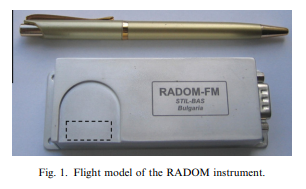 RADOM-FM
STIL-BAS
Bulgaria
Fig. 1. Flight model of the RADOM instrument.